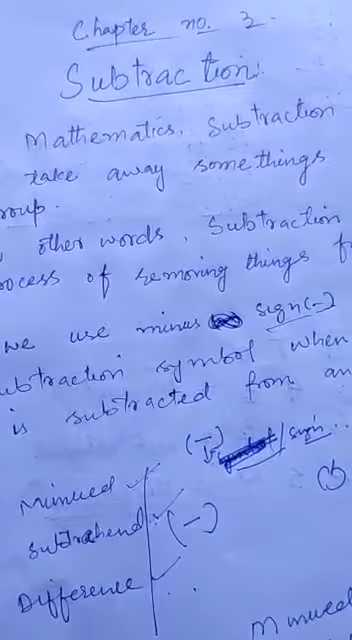 Chapter no. 3.
Subtraction:
Mathematics, Subtraction
take away somethings
roup.
other words, Subtraction
rocess of removing things f
we use minus sign(-)
ubtraction symbol when
is subtracted from an
(-) / sign..
Minued
Subtrahend (-)
Difference
Minued